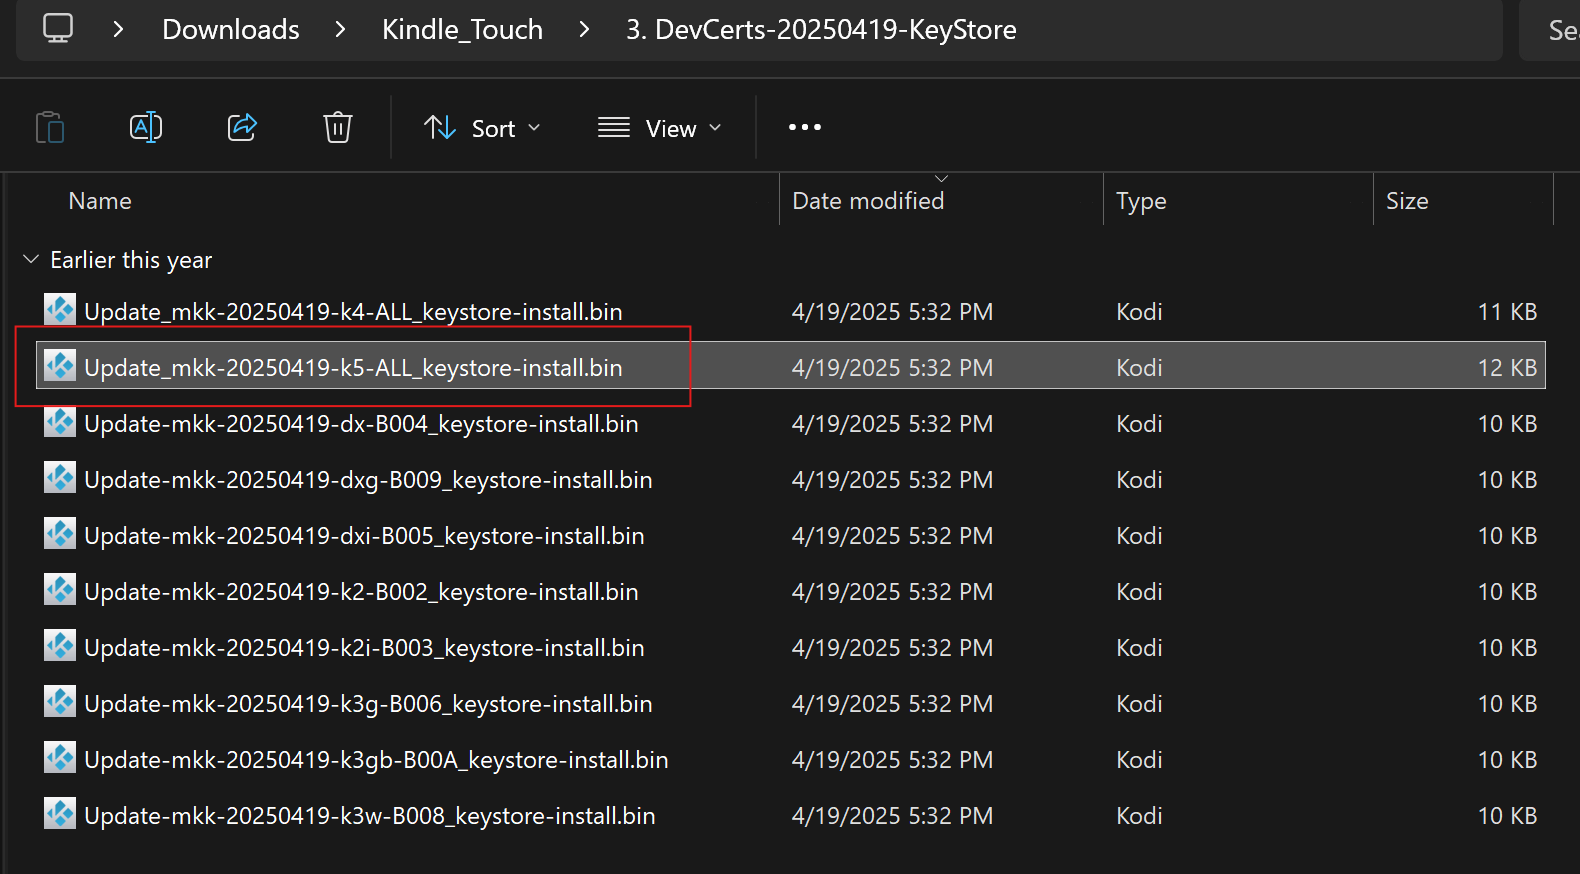 Downloads > Kindle_Touch > 3. DevCerts-20250419-KeyStore
Sort View
Name Date modified Type Size
Earlier this year
Update_mkk-20250419-k4-ALL_keystore-install.bin 4/19/2025 5:32 PM Kodi 11 KB
Update_mkk-20250419-k5-ALL_keystore-install.bin 4/19/2025 5:32 PM Kodi 12 KB
Update-mkk-20250419-dx-B004_keystore-install.bin 4/19/2025 5:32 PM Kodi 10 KB
Update-mkk-20250419-dxg-B009_keystore-install.bin 4/19/2025 5:32 PM Kodi 10 KB
Update-mkk-20250419-dxi-B005_keystore-install.bin 4/19/2025 5:32 PM Kodi 10 KB
Update-mkk-20250419-k2-B002_keystore-install.bin 4/19/2025 5:32 PM Kodi 10 KB
Update-mkk-20250419-k2i-B003_keystore-install.bin 4/19/2025 5:32 PM Kodi 10 KB
Update-mkk-20250419-k3g-B006_keystore-install.bin 4/19/2025 5:32 PM Kodi 10 KB
Update-mkk-20250419-k3gb-B00A_keystore-install.bin 4/19/2025 5:32 PM Kodi 10 KB
Update-mkk-20250419-k3w-B008_keystore-install.bin 4/19/2025 5:32 PM Kodi 10 KB